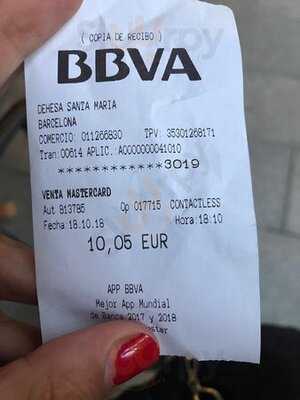 ( COPIA DE RECIBO )
BBVA
DEHESA SANTA MARIA
BARCELONA
COMERCIO: 011266830 TPV: 35301268171
Tran:00614 APLIC. A0000000041010
************3019
VENTA MASTERCARD
Aut 813785 Op 017715 CONTACTLESS
Fecha:18.10.18 Hora:18:10
10,05 EUR
APP BBVA
Mejor App Mundial
de Banca 2017 y 2018